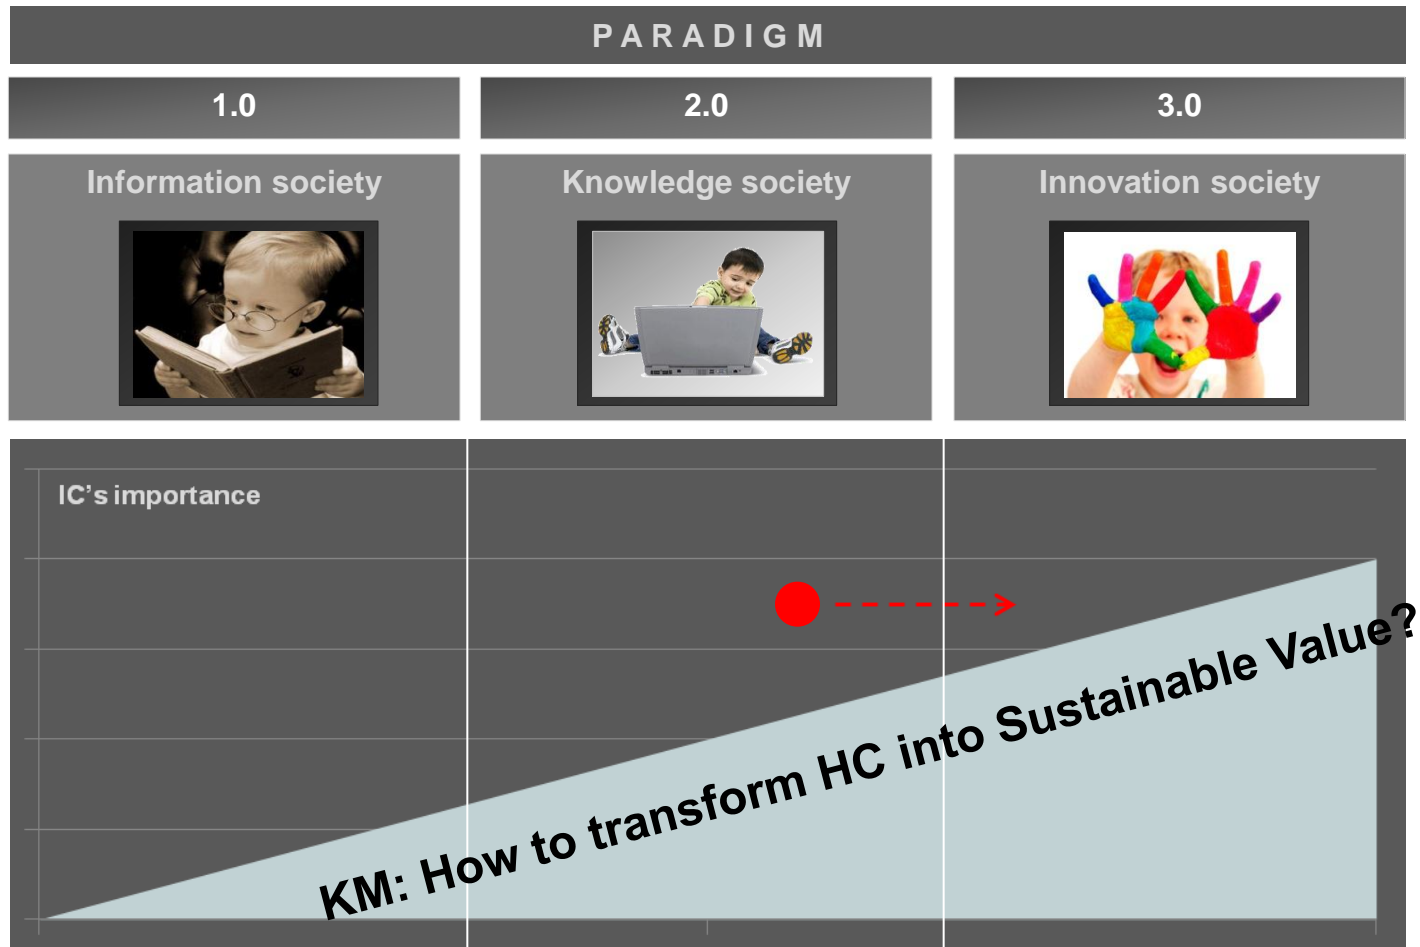 PARADIGM
1.0
2.0
3.0
Information society
Knowledge society
Innovation society
IC’s importance
KM: How to transform HC into Sustainable Value?